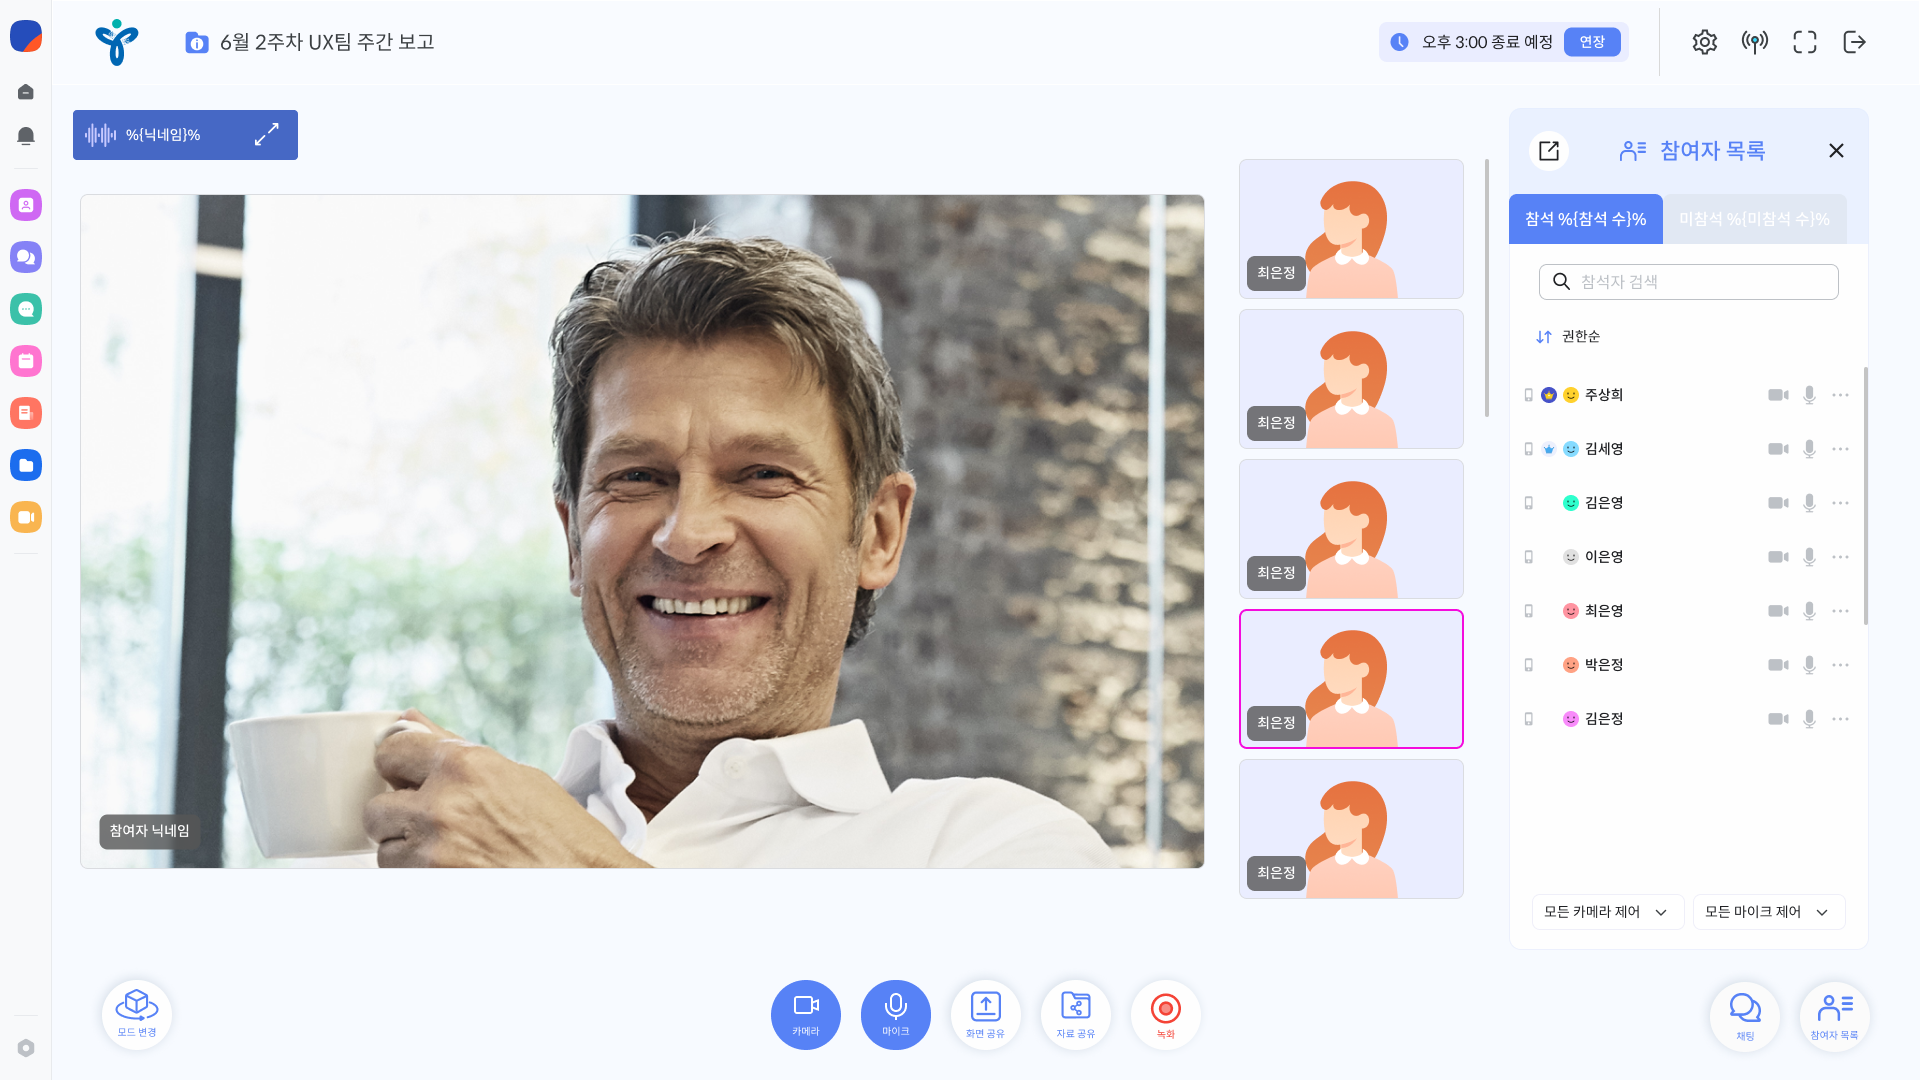 6월 2주차 UX팀 주간 보고
오후 3:00 종료 예정
연장
%{닉네임}%
참여자 닉네임
최은정
최은정
최은정
최은정
최은정
참여자 목록
참석 %{참석 수}%
미참석 %{미참석 수}%
참석자 검색
권한순
주상희
김세영
김은영
이은영
최은영
박은정
김은정
모든 카메라 제어
모든 마이크 제어
모드 변경
카메라
마이크
화면 공유
자료 공유
녹화
채팅
참여자 목록